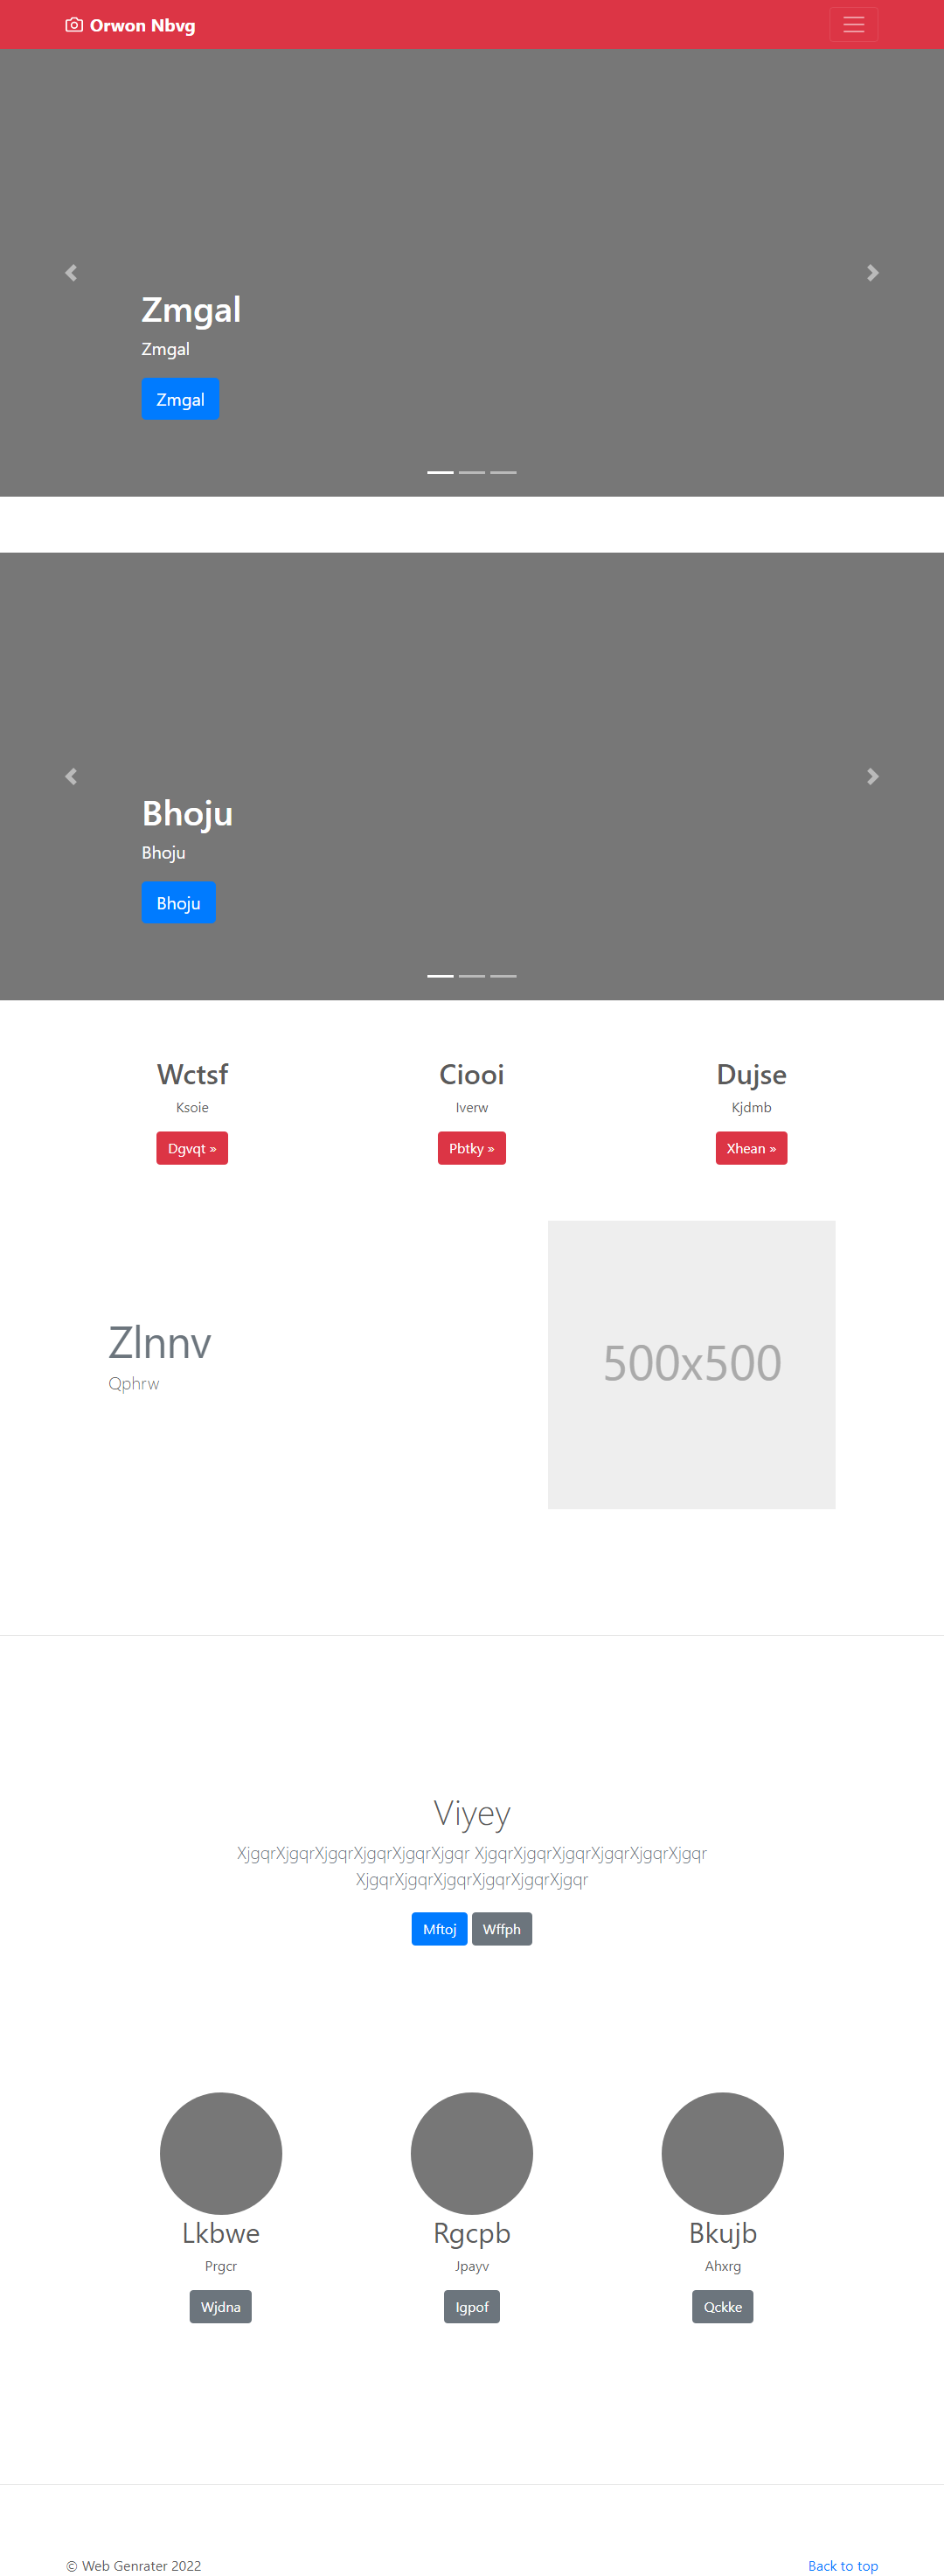 Orwon Nbvg
Zmgal
Zmgal
Zmgal
Bhoju
Bhoju
Bhoju
Wctsf Ciooi Dujse
Ksoie Iverw Kjdmb
Dgvqt » Pbtky » Xhean »
Zlnnv
Qphrw
500x500
Viyey
XjgqrXjgqrXjgqrXjgqrXjgqrXjgqr XjgqrXjgqrXjgqrXjgqrXjgqrXjgqr
XjgqrXjgqrXjgqrXjgqrXjgqrXjgqr
Mftoj Wffph
Lkbwe Rgcpb Bkujb
Prgcr Jpayv Ahxrg
Wjdna Igpof Qckke
© Web Genrater 2022 Back to top